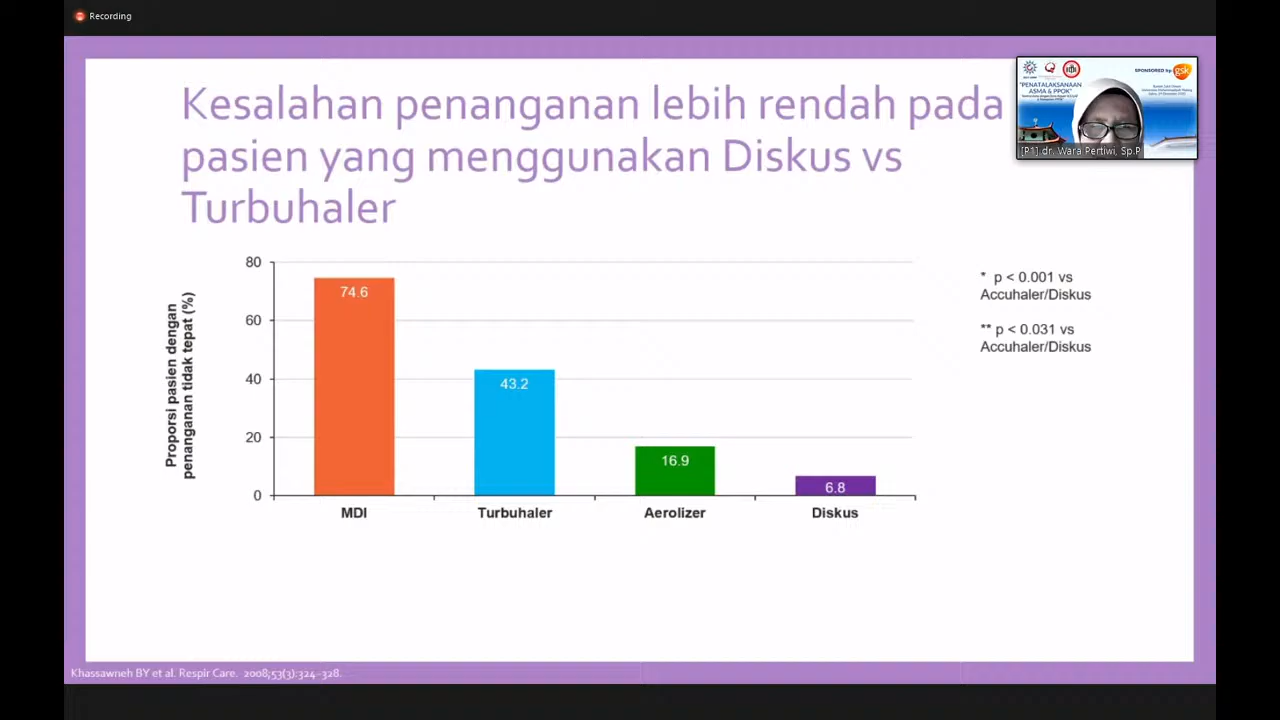 Recording
Kesalahan penanganan lebih rendah pada
pasien yang menggunakan Diskus vs
Turbuhaler
SPONSORED by gsk
"PENATALAKSANAAN
ASMA & PPOK"
[P1] dr. Wara Pertiwi, Sp.P
Proporsi pasien dengan
penanganan tidak tepat (%)
80
60
40
20
0
74.6
43.2
16.9
6.8
MDI
Turbuhaler
Aerolizer
Diskus
* p < 0.001 vs
Accuhaler/Diskus
** p < 0.031 vs
Accuhaler/Diskus
Khassawneh BY et al. Respir Care. 2008;53(3):324-328.